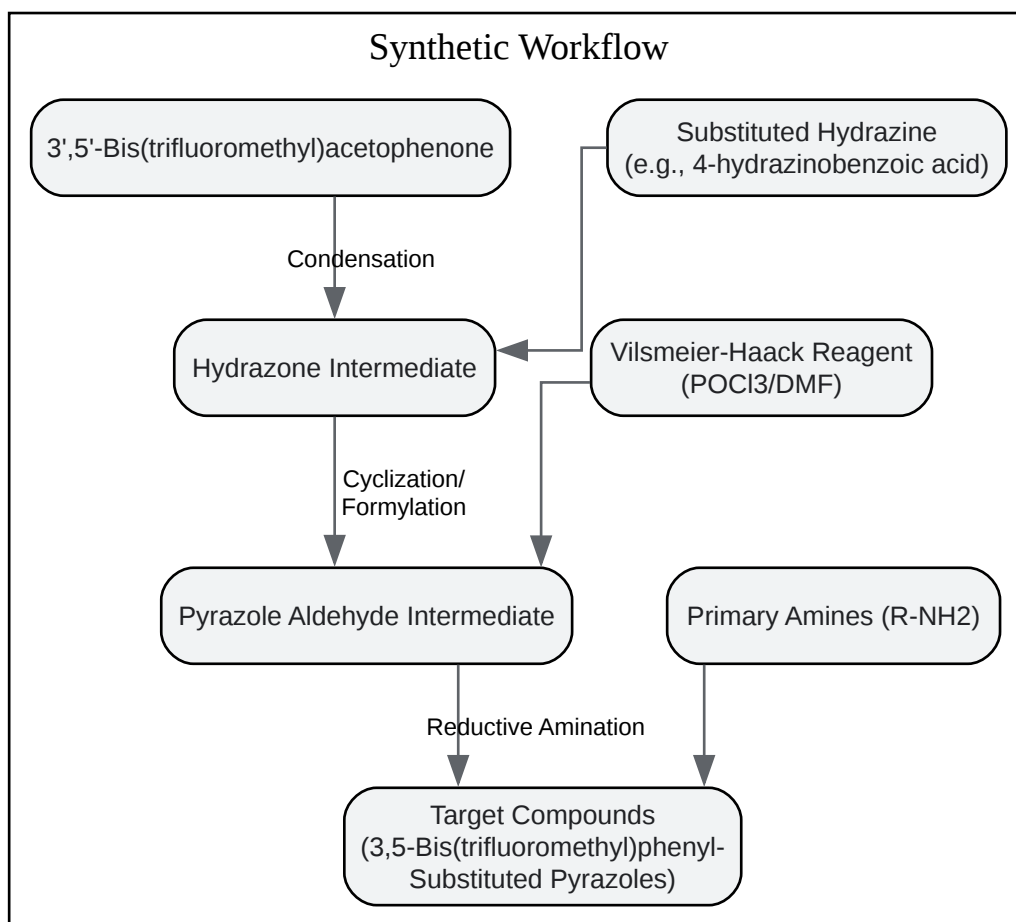 Synthetic Workflow
3',5'-Bis(trifluoromethyl)acetophenone
Substituted Hydrazine
(e.g., 4-hydrazinobenzoic acid)
Condensation
Hydrazone Intermediate
Vilsmeier-Haack Reagent
(POCl3/DMF)
Cyclization/
Formylation
Pyrazole Aldehyde Intermediate
Primary Amines (R-NH2)
Reductive Amination
Target Compounds
(3,5-Bis(trifluoromethyl)phenyl-
Substituted Pyrazoles)